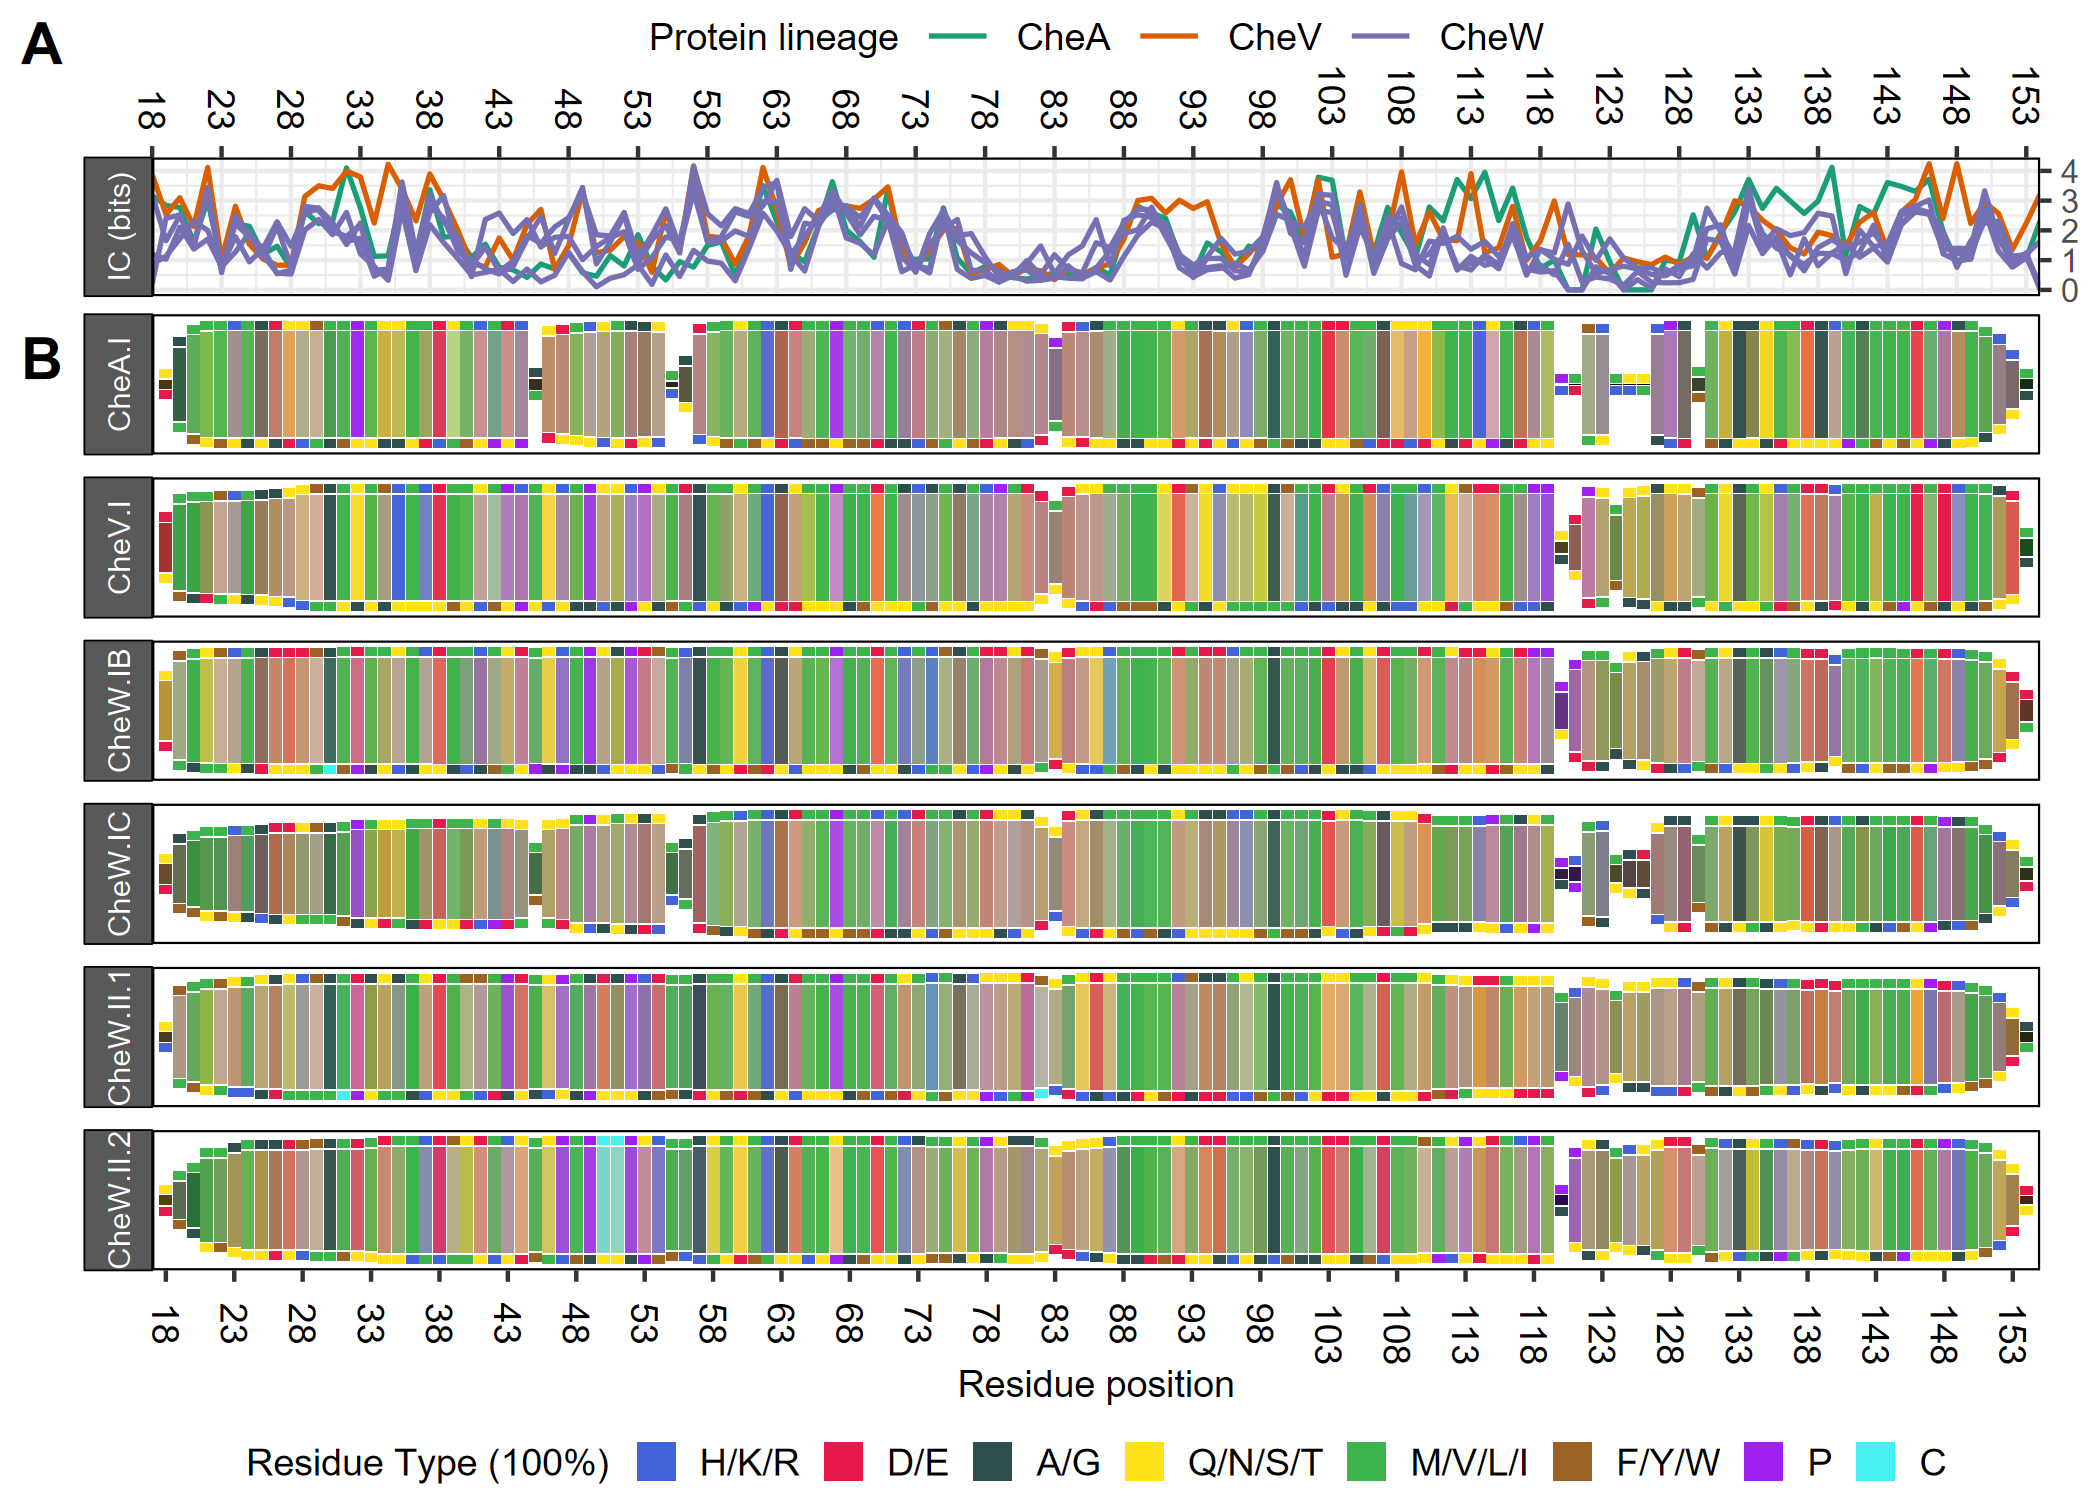 A
Protein lineage CheA CheV CheW
18 23 28 33 38 43 48 53 58 63 68 73 78 83 88 93 98 103 108 113 118 123 128 133 138 143 148 153
IC (bits)
4
3
2
1
0
B
CheA.I
CheV.I
CheW.IB
CheW.IC
CheW.II.1
CheW.II.2
18 23 28 33 38 43 48 53 58 63 68 73 78 83 88 93 98 103 108 113 118 123 128 133 138 143 148 153
Residue position
Residue Type (100%) H/K/R D/E A/G Q/N/S/T M/V/L/I F/Y/W P C